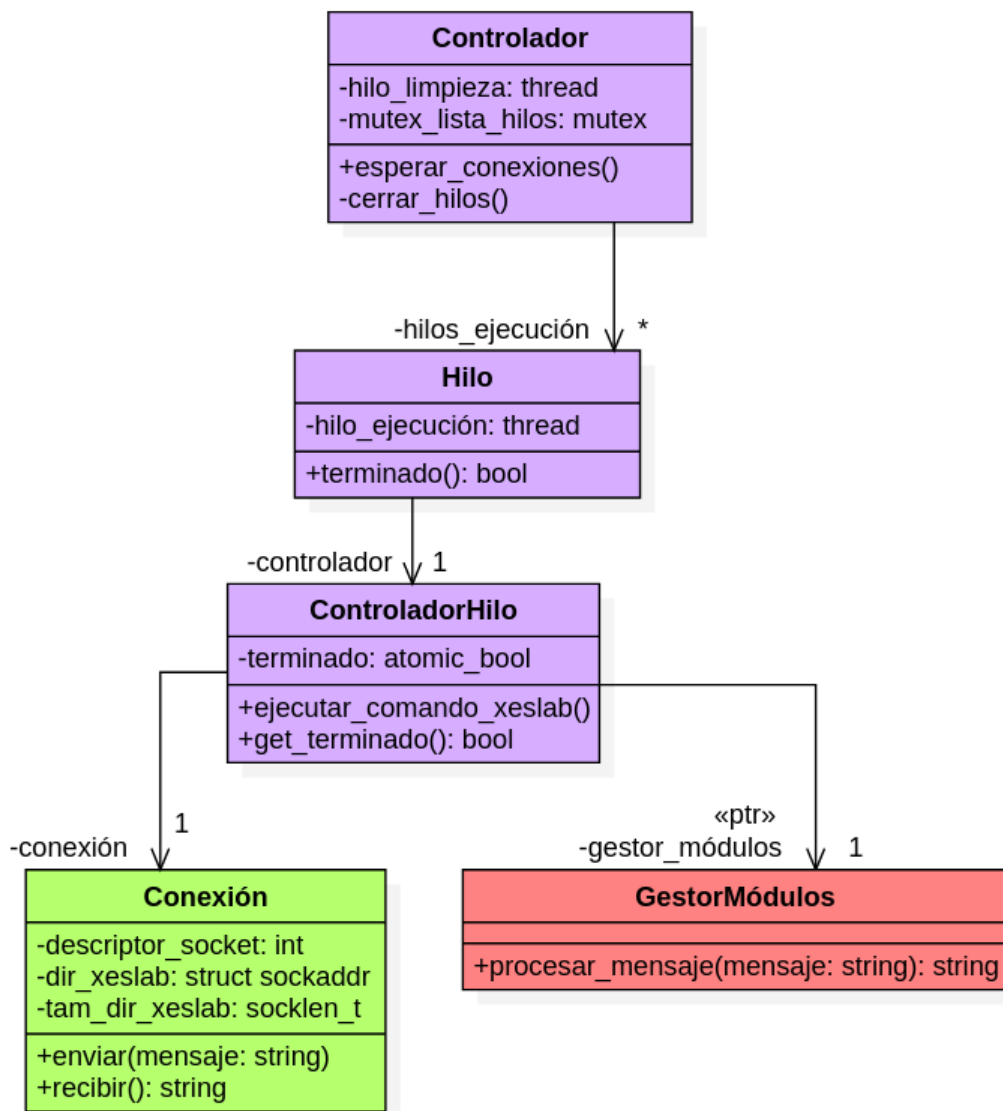 Controlador
-hilo_limpieza: thread
-mutex_lista_hilos: mutex
+esperar_conexiones()
-cerrar_hilos()
-hilos_ejecución *
Hilo
-hilo_ejecución: thread
+terminado(): bool
-controlador 1
ControladorHilo
-terminado: atomic_bool
+ejecutar_comando_xeslab()
+get_terminado(): bool
1
-conexión
«ptr»
-gestor_módulos 1
Conexión
-descriptor_socket: int
-dir_xeslab: struct sockaddr
-tam_dir_xeslab: socklen_t
+enviar(mensaje: string)
+recibir(): string
GestorMódulos
+procesar_mensaje(mensaje: string): string